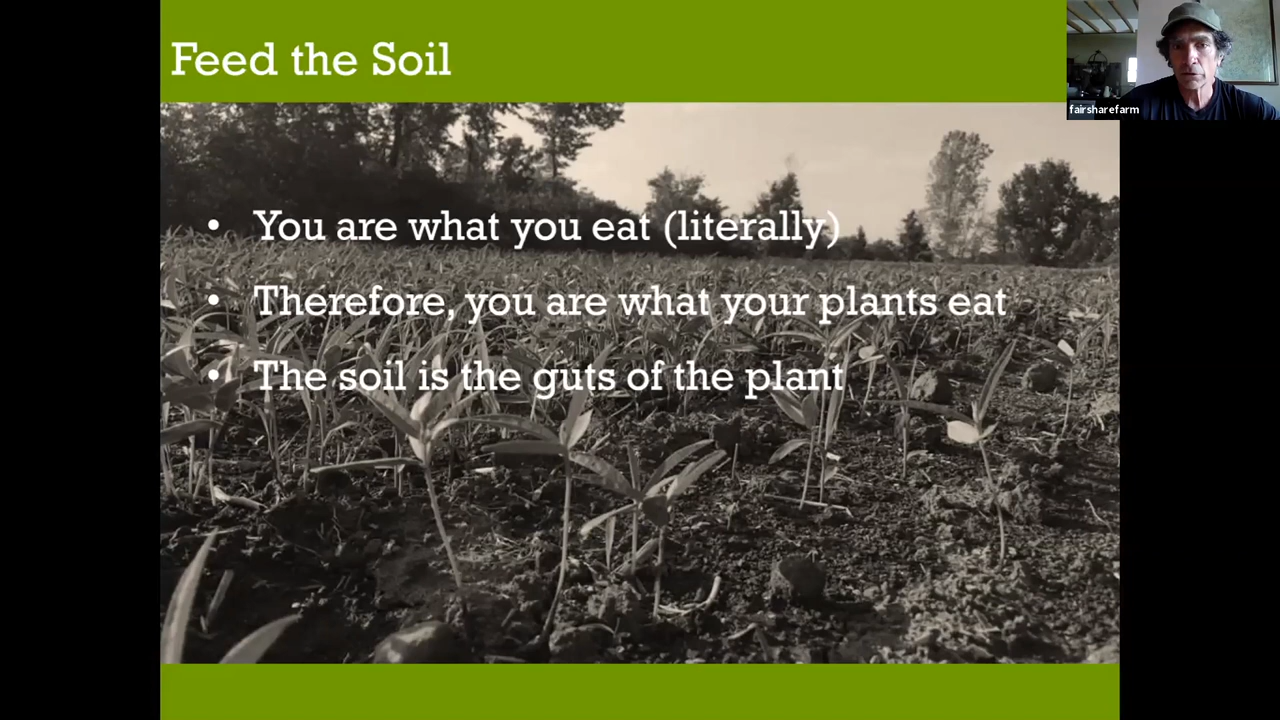 Feed the Soil
fairsharefarm
• You are what you eat (literally)
• Therefore, you are what your plants eat
• The soil is the guts of the plant